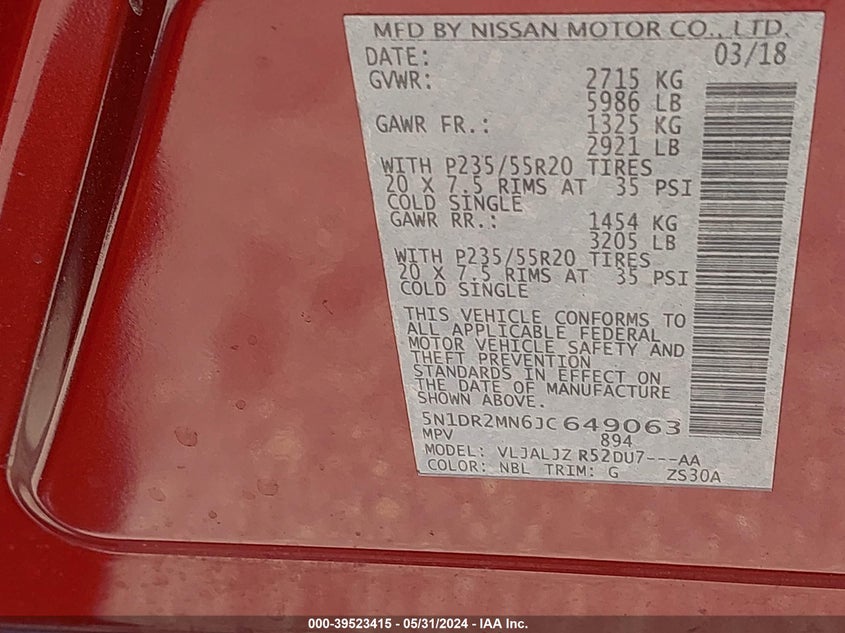 MFD BY NISSAN MOTOR CO., LTD.
DATE: 03/18
GVWR: 2715 KG
5986 LB
GAWR FR.: 1325 KG
2921 LB
WITH P235/55R20 TIRES
20 X 7.5 RIMS AT 35 PSI
COLD SINGLE
GAWR RR.: 1454 KG
3205 LB
WITH P235/55R20 TIRES
20 X 7.5 RIMS AT 35 PSI
COLD SINGLE
THIS VEHICLE CONFORMS TO
ALL APPLICABLE FEDERAL
MOTOR VEHICLE SAFETY AND
THEFT PREVENTION
STANDARDS IN EFFECT ON
THE DATE OF MANUFACTURE
SHOWN ABOVE.
5N1DR2MN6JC649063
MPV 894
MODEL: VLJALJZ R52DU7---AA
COLOR: NBL TRIM: G ZS30A
000-39523415 - 05/31/2024 - IAA Inc.